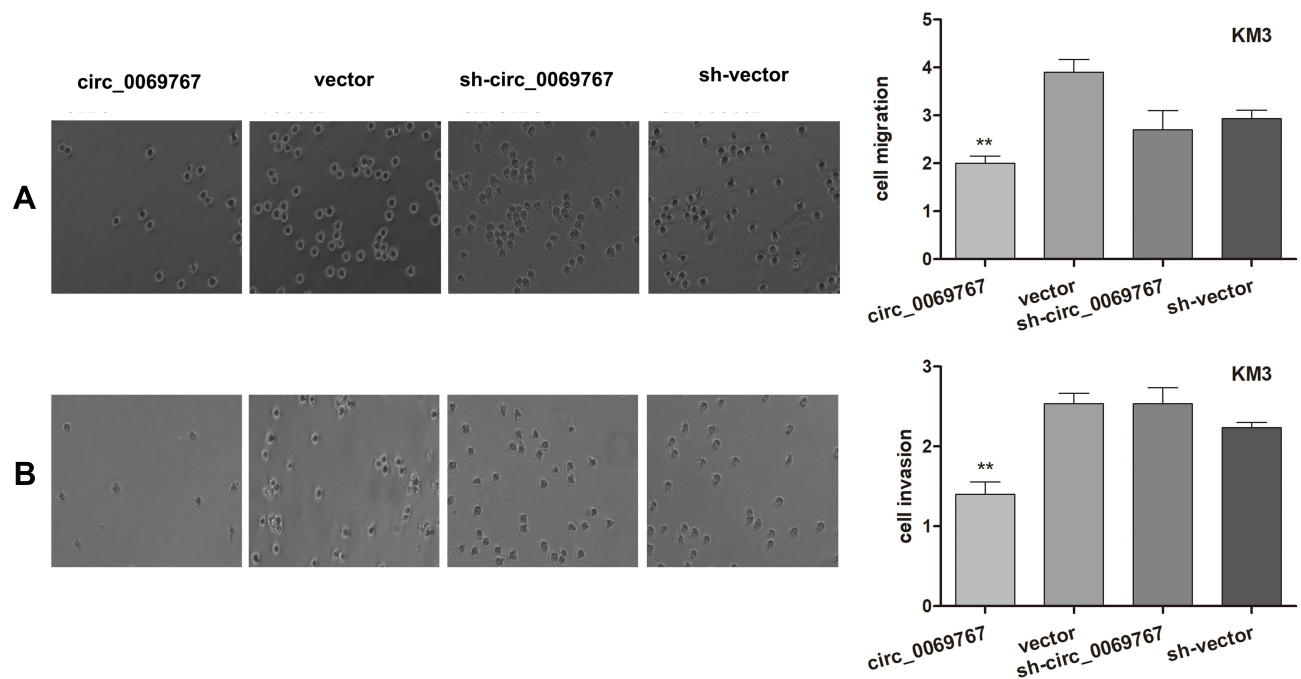 circ_0069767
vector
sh-circ_0069767
sh-vector
A
5
4
3
2
1
0
cell migration
KM3
**
circ_0069767
vector
sh-circ_0069767
sh-vector
B
3
2
1
0
cell invasion
KM3
**
circ_0069767
vector
sh-circ_0069767
sh-vector